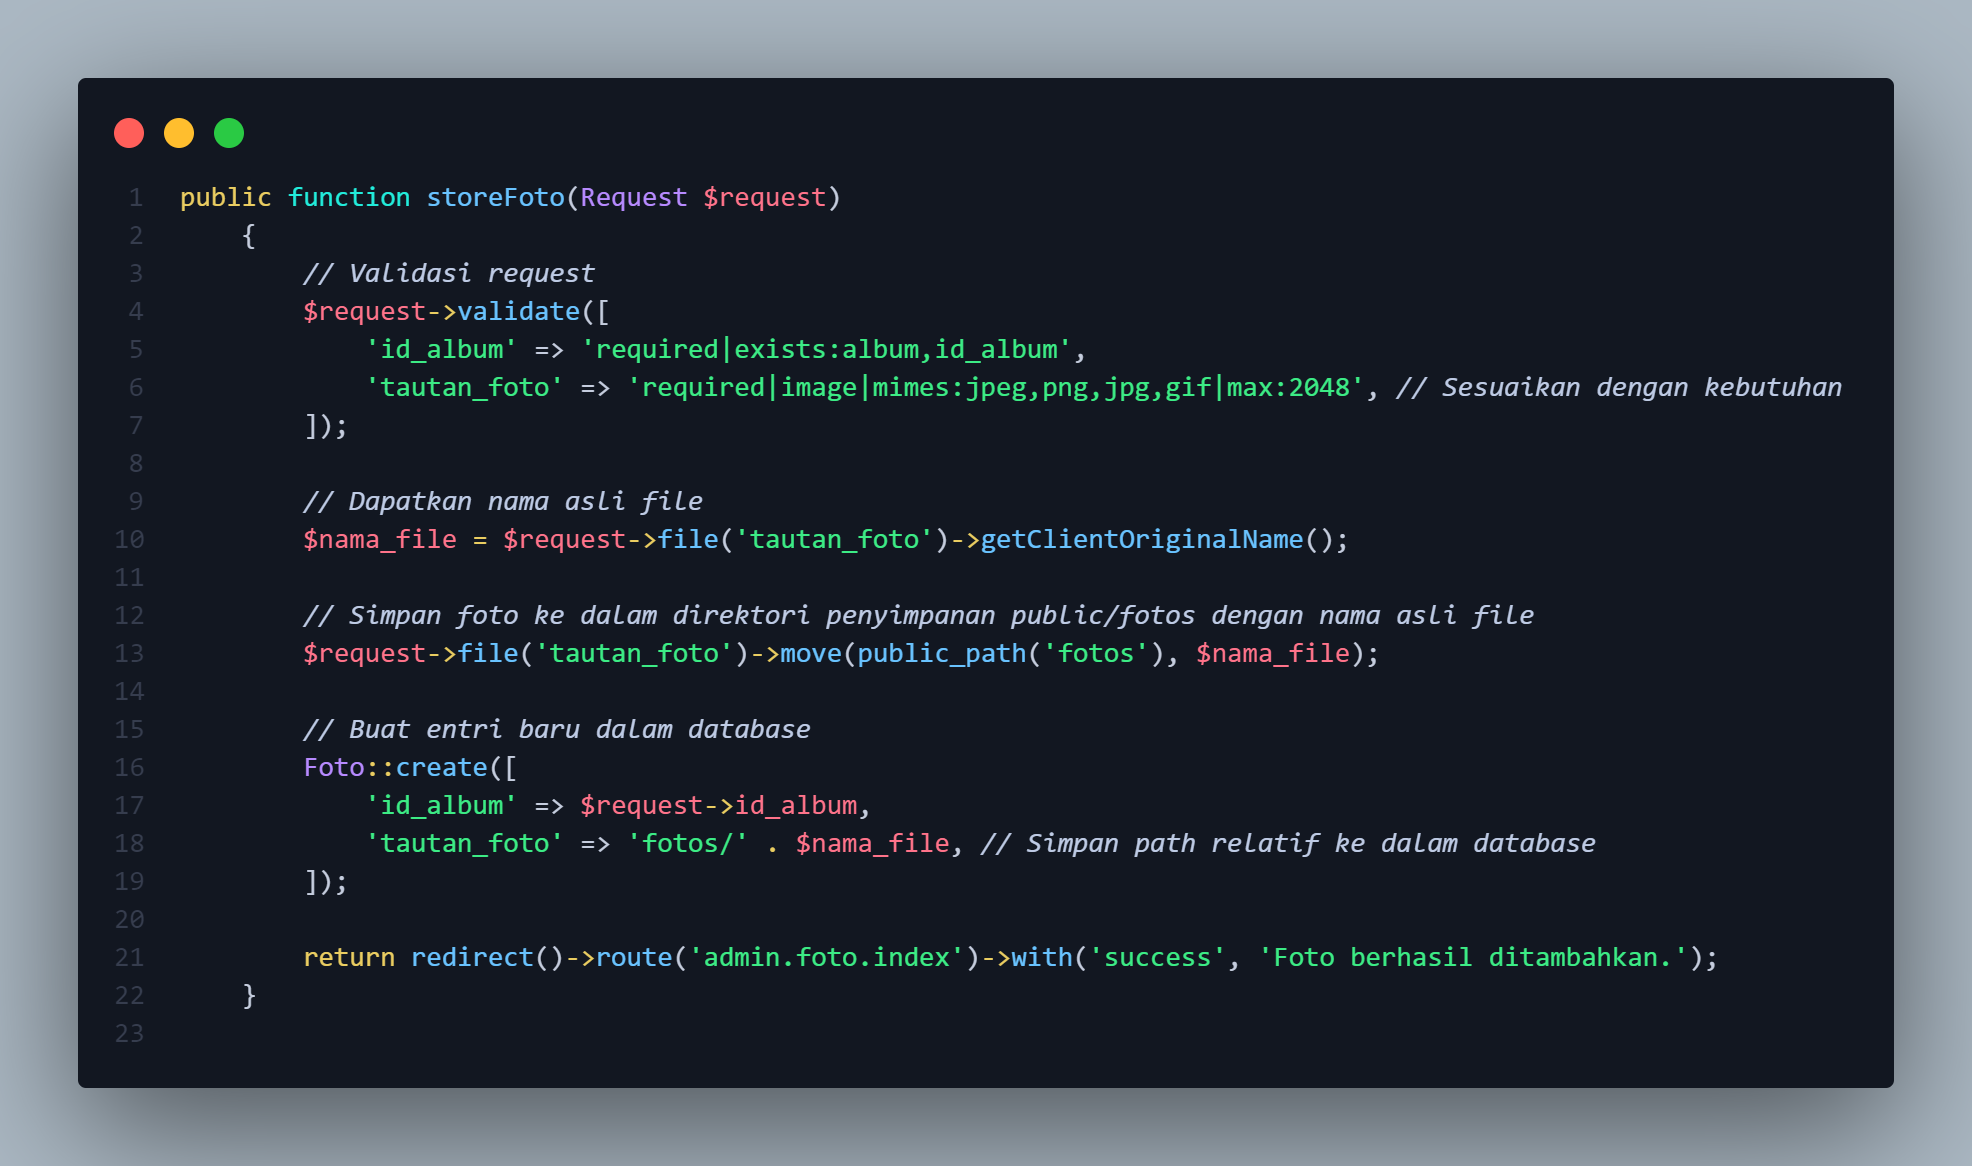 1 public function storeFoto(Request $request)
2 {
3 // Validasi request
4 $request->validate([
5 'id_album' => 'required|exists:album,id_album',
6 'tautan_foto' => 'required|image|mimes:jpeg,png,jpg,gif|max:2048', // Sesuaikan dengan kebutuhan
7 ]);
8
9 // Dapatkan nama asli file
10 $nama_file = $request->file('tautan_foto')->getClientOriginalName();
11
12 // Simpan foto ke dalam direktori penyimpanan public/fotos dengan nama asli file
13 $request->file('tautan_foto')->move(public_path('fotos'), $nama_file);
14
15 // Buat entri baru dalam database
16 Foto::create([
17 'id_album' => $request->id_album,
18 'tautan_foto' => 'fotos/' . $nama_file, // Simpan path relatif ke dalam database
19 ]);
20
21 return redirect()->route('admin.foto.index')->with('success', 'Foto berhasil ditambahkan.');
22 }
23